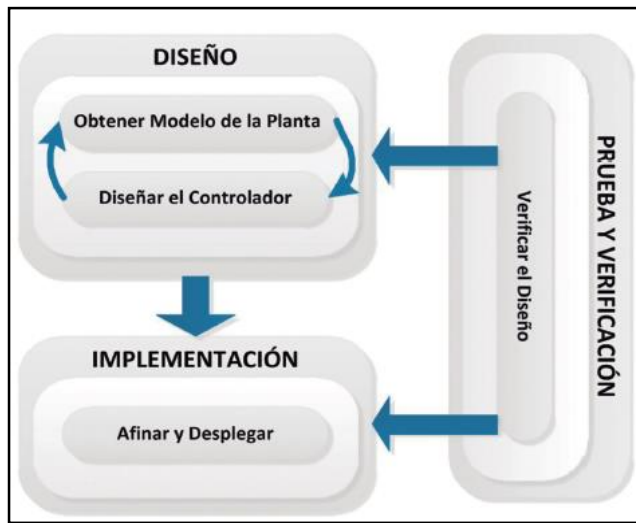 DISEÑO
Obtener Modelo de la Planta
Diseñar el Controlador
IMPLEMENTACIÓN
Afinar y Desplegar
Verificar el Diseño
PRUEBA Y VERIFICACIÓN